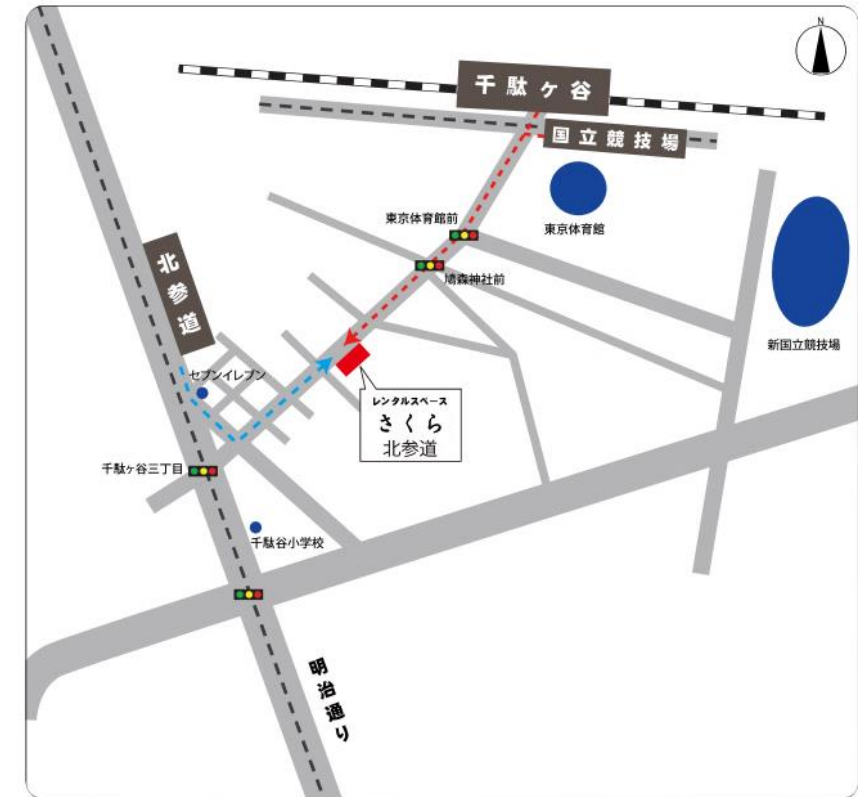 N
千駄ヶ谷
国立競技場
東京体育館前
東京体育館
鳩森神社前
北参道
新国立競技場
セブンイレブン
レンタルスペース
さくら
北参道
千駄ヶ谷三丁目
千駄谷小学校
明治通り